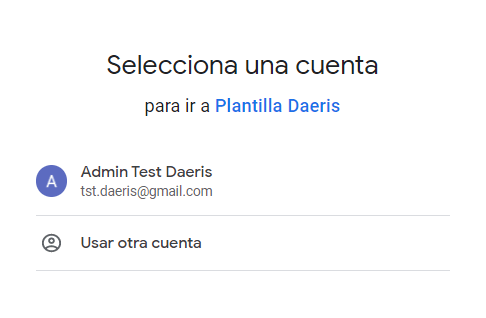 Selecciona una cuenta
para ir a Plantilla Daeris
A
Admin Test Daeris
tst.daeris@gmail.com
Usar otra cuenta